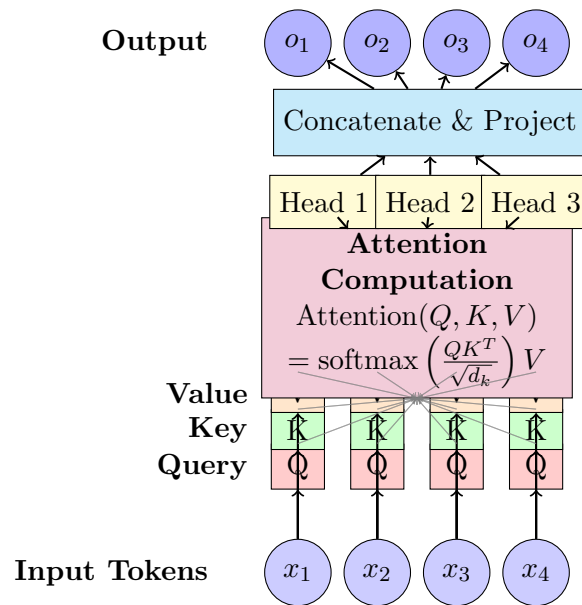 Output o₁ o₂ o₃ o₄
Concatenate & Project
Head 1 Head 2 Head 3
Attention
Computation
Attention(Q, K, V)
= softmax (QK^T / √d_k) V
Value
Key K K K K
Query Q Q Q Q
Input Tokens x₁ x₂ x₃ x₄